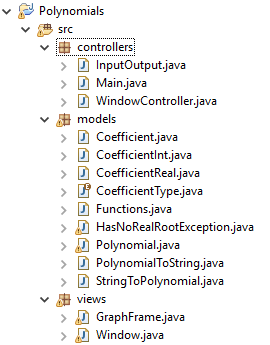 Polynomials
src
controllers
InputOutput.java
Main.java
WindowController.java
models
Coefficient.java
CoefficientInt.java
CoefficientReal.java
CoefficientType.java
Functions.java
HasNoRealRootException.java
Polynomial.java
PolynomialToString.java
StringToPolynomial.java
views
GraphFrame.java
Window.java